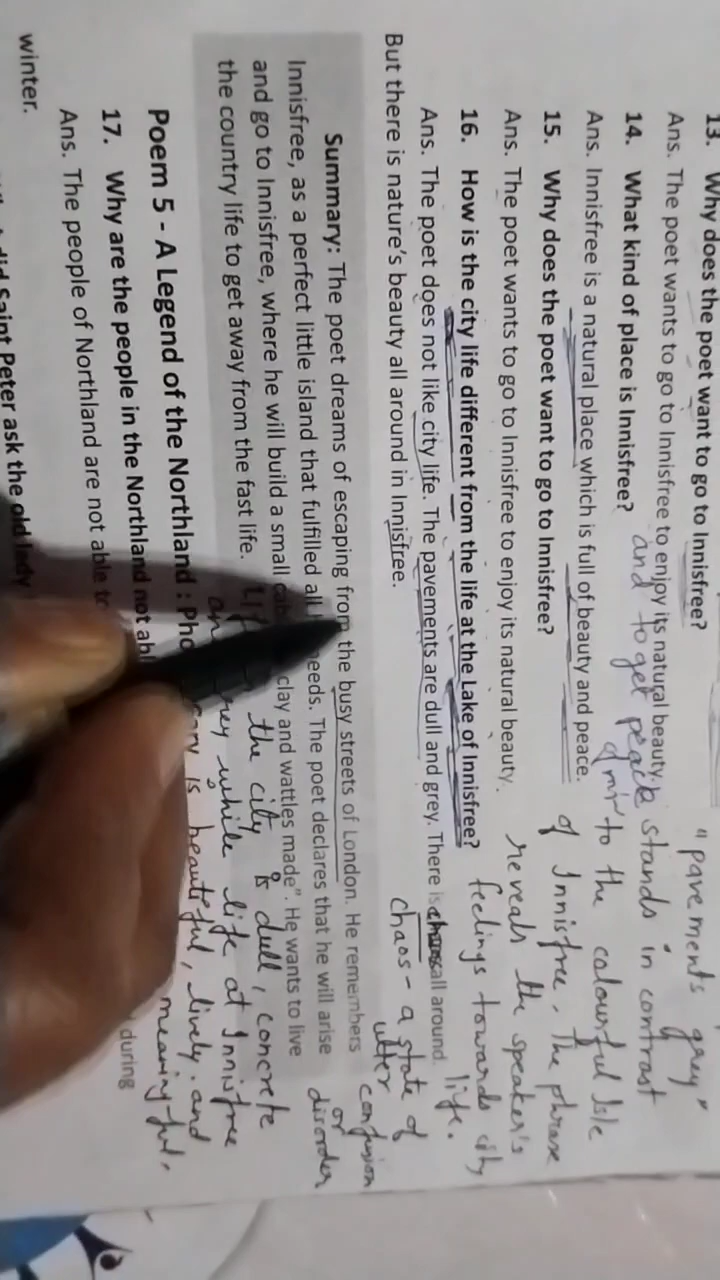 13. Why does the poet want to go to Innisfree?
Ans. The poet wants to go to Innisfree to enjoy its natural beauty.
and to get peace
"pavements grey"
14. What kind of place is Innisfree?
stands in contrast
Ans. Innisfree is a natural place which is full of beauty and peace.
to the colourful Isle
15. Why does the poet want to go to Innisfree?
of Innisfree. The phrase
Ans. The poet wants to go to Innisfree to enjoy its natural beauty.
reveals the speaker's
16. How is the city life different from the life at the Lake of Innisfree?
feelings towards city
life.
Ans. The poet does not like city life. The pavements are dull and grey. There is all around.
chaos - a state of
utter confusion
or
disorder
But there is nature's beauty all around in Innisfree.
Summary: The poet dreams of escaping from the busy streets of London. He remembers
Innisfree, as a perfect little island that fulfilled all needs. The poet declares that he will arise
and go to Innisfree, where he will build a small clay and wattles made". He wants to live
the country life to get away from the fast life.
the city is dull, concrete
while life at Innisfree
is beautiful, lively and
meaningful.
Poem 5 - A Legend of the Northland :
17. Why are the people in the Northland not
during
Ans. The people of Northland are not able
winter.
did Saint Peter ask the old lady